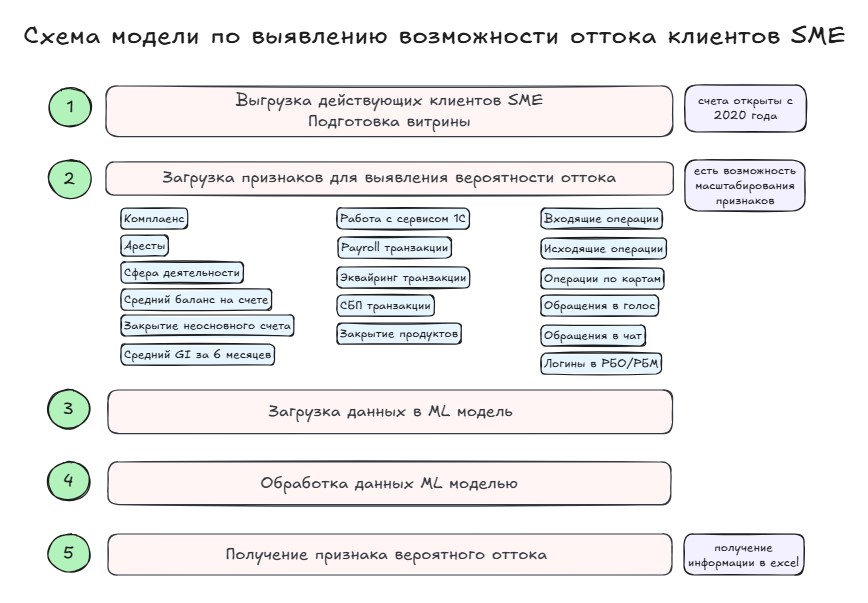 Схема модели по выявлению возможности оттока клиентов SME
1
Выгрузка действующих клиентов SME
Подготовка витрины
счета открыты с
2020 года
2
Загрузка признаков для выявления вероятности оттока
есть возможность
масштабирования
признаков
Комплаенс
Аресты
Сфера деятельности
Средний баланс на счете
Закрытие неосновного счета
Средний GI за 6 месяцев
Работа с сервисом 1С
Payroll транзакции
Эквайринг транзакции
СБП транзакции
Закрытие продуктов
Входящие операции
Исходящие операции
Операции по картам
Обращения в голос
Обращения в чат
Логины в РБО/РБМ
3
Загрузка данных в ML модель
4
Обработка данных ML моделью
5
Получение признака вероятного оттока
получение
информации в excel